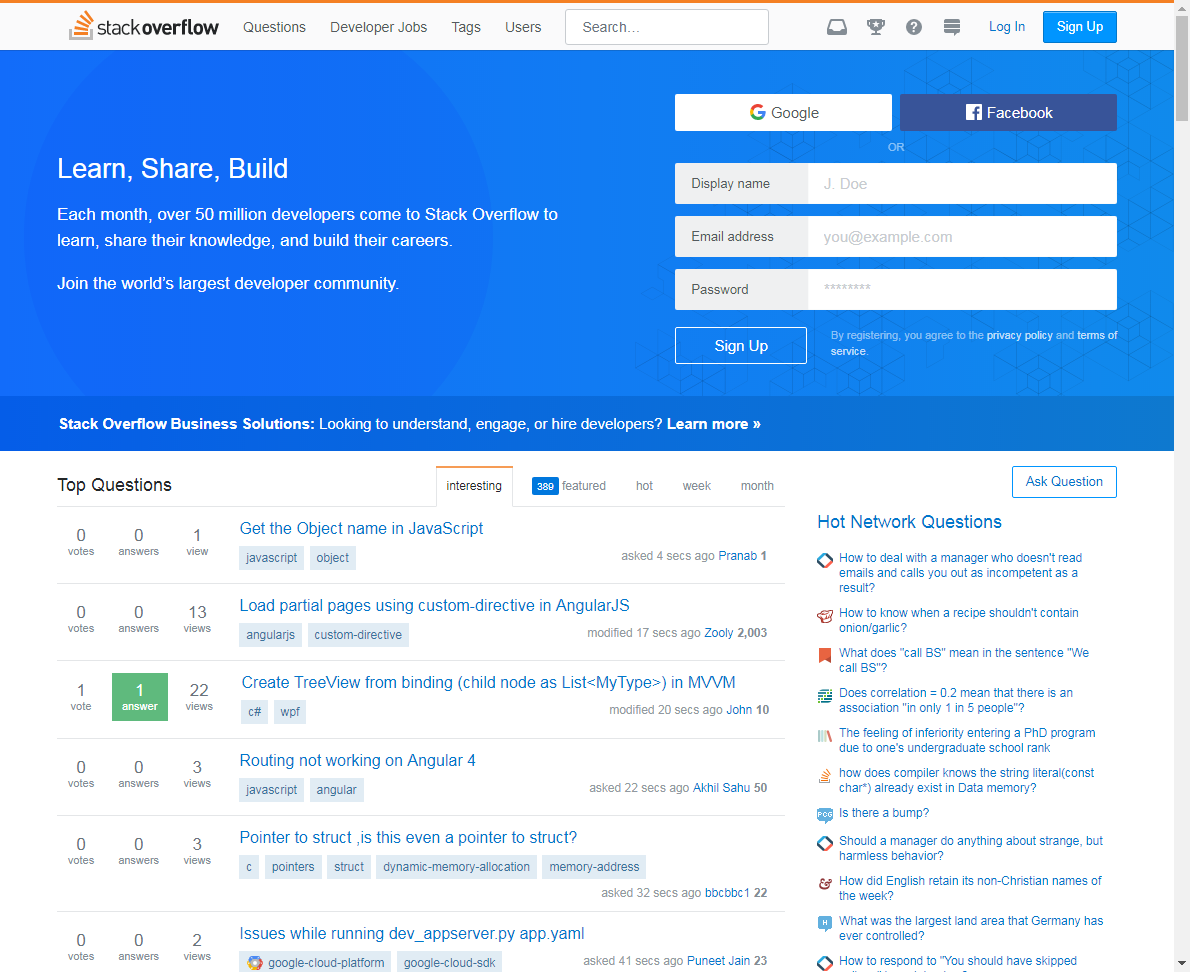 stackoverflow Questions Developer Jobs Tags Users Search... Log In Sign Up
Google Facebook
OR
Learn, Share, Build
Each month, over 50 million developers come to Stack Overflow to
learn, share their knowledge, and build their careers.
Join the world's largest developer community.
Display name J. Doe
Email address you@example.com
Password ********
Sign Up
By registering, you agree to the privacy policy and terms of
service.
Stack Overflow Business Solutions: Looking to understand, engage, or hire developers? Learn more »
Top Questions
interesting 389 featured hot week month
0 votes 0 answers 1 view
Get the Object name in JavaScript
javascript object
asked 4 secs ago Pranab 1
0 votes 0 answers 13 views
Load partial pages using custom-directive in AngularJS
angularjs custom-directive
modified 17 secs ago Zooly 2,003
1 vote 1 answer 22 views
Create TreeView from binding (child node as List<MyType>) in MVVM
c# wpf
modified 20 secs ago John 10
0 votes 0 answers 3 views
Routing not working on Angular 4
javascript angular
asked 22 secs ago Akhil Sahu 50
0 votes 0 answers 3 views
Pointer to struct ,is this even a pointer to struct?
c pointers struct dynamic-memory-allocation memory-address
asked 32 secs ago bbcbbc1 22
0 votes 0 answers 2 views
Issues while running dev_appserver.py app.yaml
google-cloud-platform google-cloud-sdk
asked 41 secs ago Puneet Jain 23
Ask Question
Hot Network Questions
How to deal with a manager who doesn't read
emails and calls you out as incompetent as a
result?
How to know when a recipe shouldn't contain
onion/garlic?
What does "call BS" mean in the sentence "We
call BS"?
Does correlation = 0.2 mean that there is an
association "in only 1 in 5 people"?
The feeling of inferiority entering a PhD program
due to one's undergraduate school rank
how does compiler knows the string literal(const
char*) already exist in Data memory?
PCG Is there a bump?
Should a manager do anything about strange, but
harmless behavior?
How did English retain its non-Christian names of
the week?
H What was the largest land area that Germany has
ever controlled?
How to respond to "You should have skipped